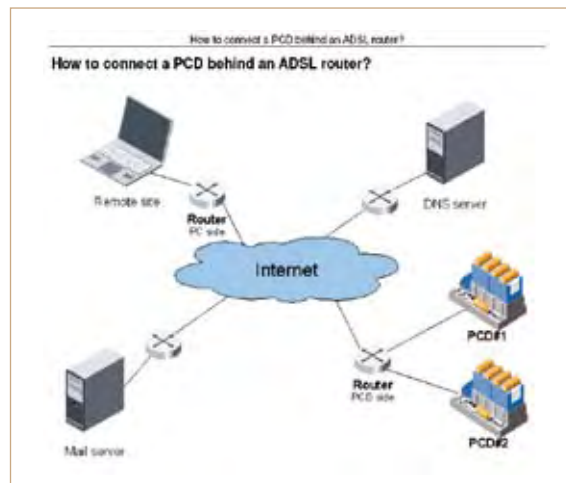 How to connect a PCD behind an ADSL router?
How to connect a PCD behind an ADSL router?
Remote site
Router
PC side
DNS server
Internet
PCD#1
Router
PCD side
PCD#2
Mail server